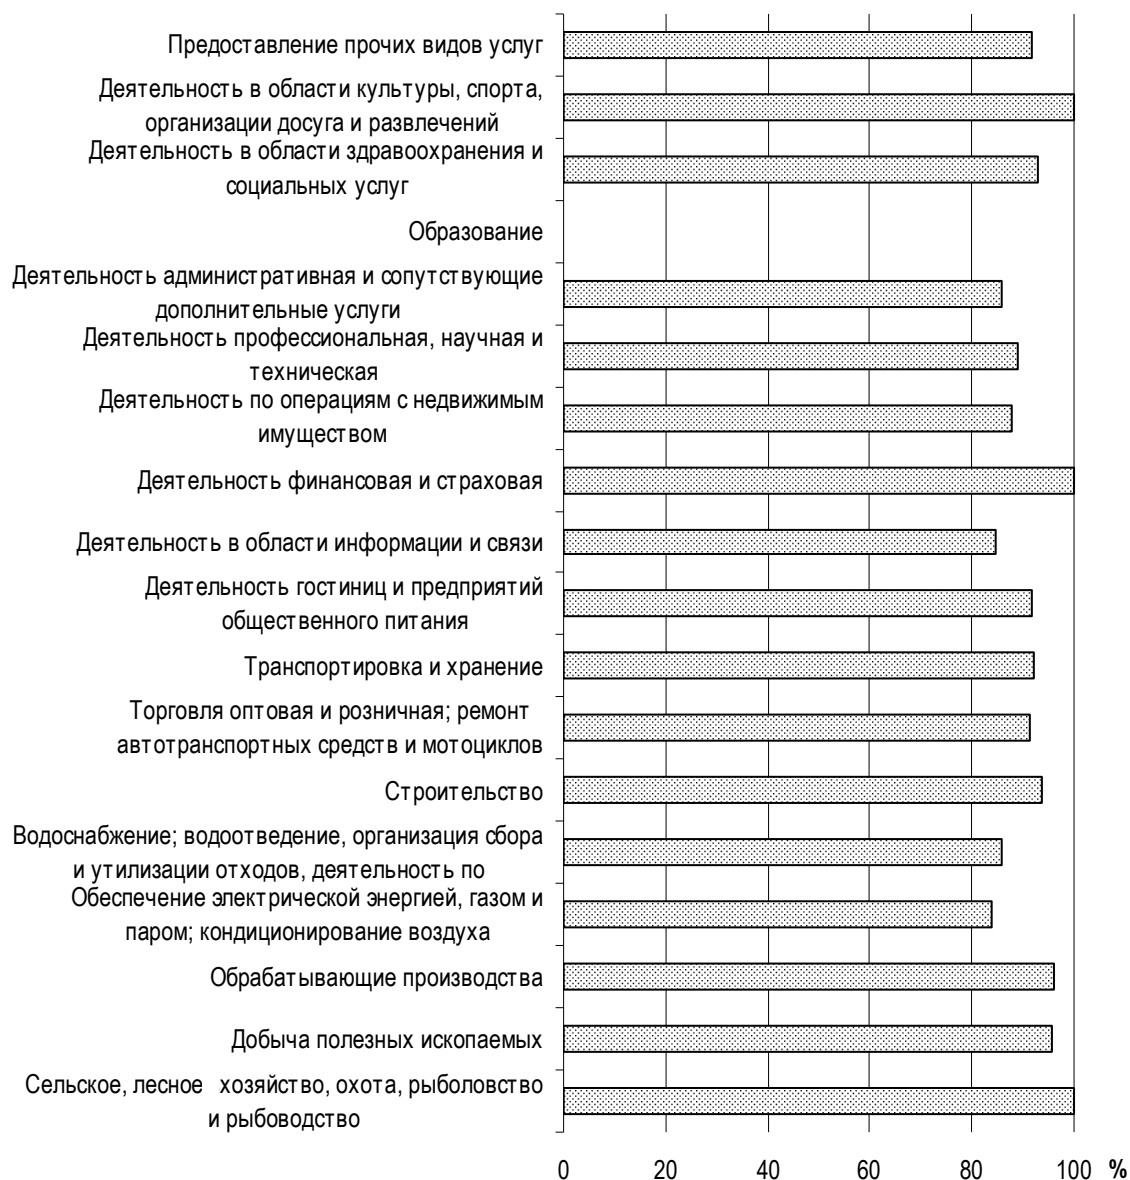 Предоставление прочих видов услуг
Деятельность в области культуры, спорта,
организации досуга и развлечений
Деятельность в области здравоохранения и
социальных услуг
Образование
Деятельность административная и сопутствующие
дополнительные услуги
Деятельность профессиональная, научная и
техническая
Деятельность по операциям с недвижимым
имуществом
Деятельность финансовая и страховая
Деятельность в области информации и связи
Деятельность гостиниц и предприятий
общественного питания
Транспортировка и хранение
Торговля оптовая и розничная; ремонт
автотранспортных средств и мотоциклов
Строительство
Водоснабжение; водоотведение, организация сбора
и утилизации отходов, деятельность по
Обеспечение электрической энергией, газом и
паром; кондиционирование воздуха
Обрабатывающие производства
Добыча полезных ископаемых
Сельское, лесное хозяйство, охота, рыболовство
и рыбоводство
0 20 40 60 80 100 %